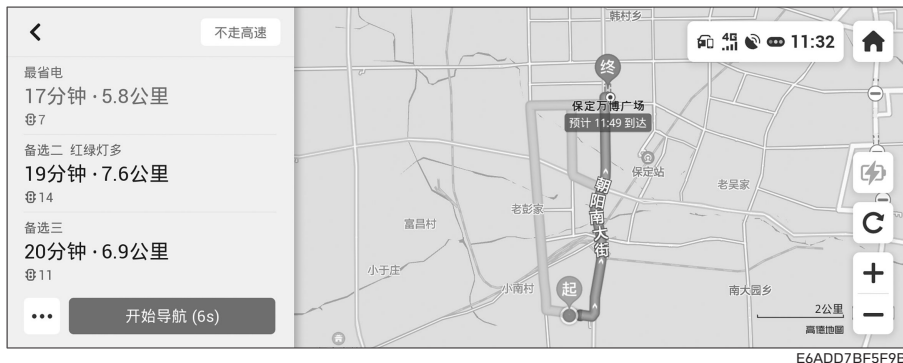 不走高速
最省电
17分钟·5.8公里
7
备选二 红绿灯多
19分钟·7.6公里
14
备选三
20分钟·6.9公里
11
开始导航 (6s)
韩村乡
4G
11:32
终
保定万博广场
预计 11:49 到达
保定站
老吴家
朝阳南大街
老彭家
富昌村
小于庄
小南村
起
南大园乡
2公里
高德地图
E6ADD7BF5F9E